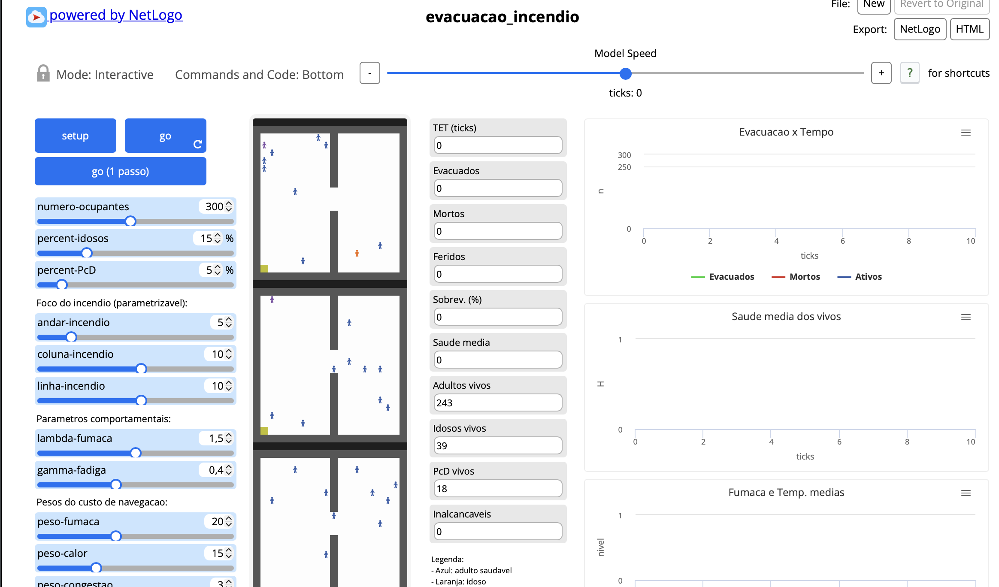 powered by NetLogo
evacuacao_incendio
File: New Revert to Original
Export: NetLogo HTML
Mode: Interactive
Commands and Code: Bottom
Model Speed
-
+
? for shortcuts
ticks: 0
setup
go
go (1 passo)
numero-ocupantes 300
percent-idosos 15 %
percent-PcD 5 %
Foco do incendio (parametrizavel):
andar-incendio 5
coluna-incendio 10
linha-incendio 10
Parametros comportamentais:
lambda-fumaca 1,5
gamma-fadiga 0,4
Pesos do custo de navegacao:
peso-fumaca 20
peso-calor 15
peso-congestao 3
TET (ticks)
0
Evacuados
0
Mortos
0
Feridos
0
Sobrev. (%)
0
Saude media
0
Adultos vivos
243
Idosos vivos
39
PcD vivos
18
Inalcancaveis
0
Legenda:
- Azul: adulto saudavel
- Laranja: idoso
Evacuacao x Tempo
300
250
n
0
0 2 4 6 8 10
ticks
Evacuados Mortos Ativos
Saude media dos vivos
1
H
0
0 2 4 6 8 10
ticks
Fumaca e Temp. medias
1
nivel
0